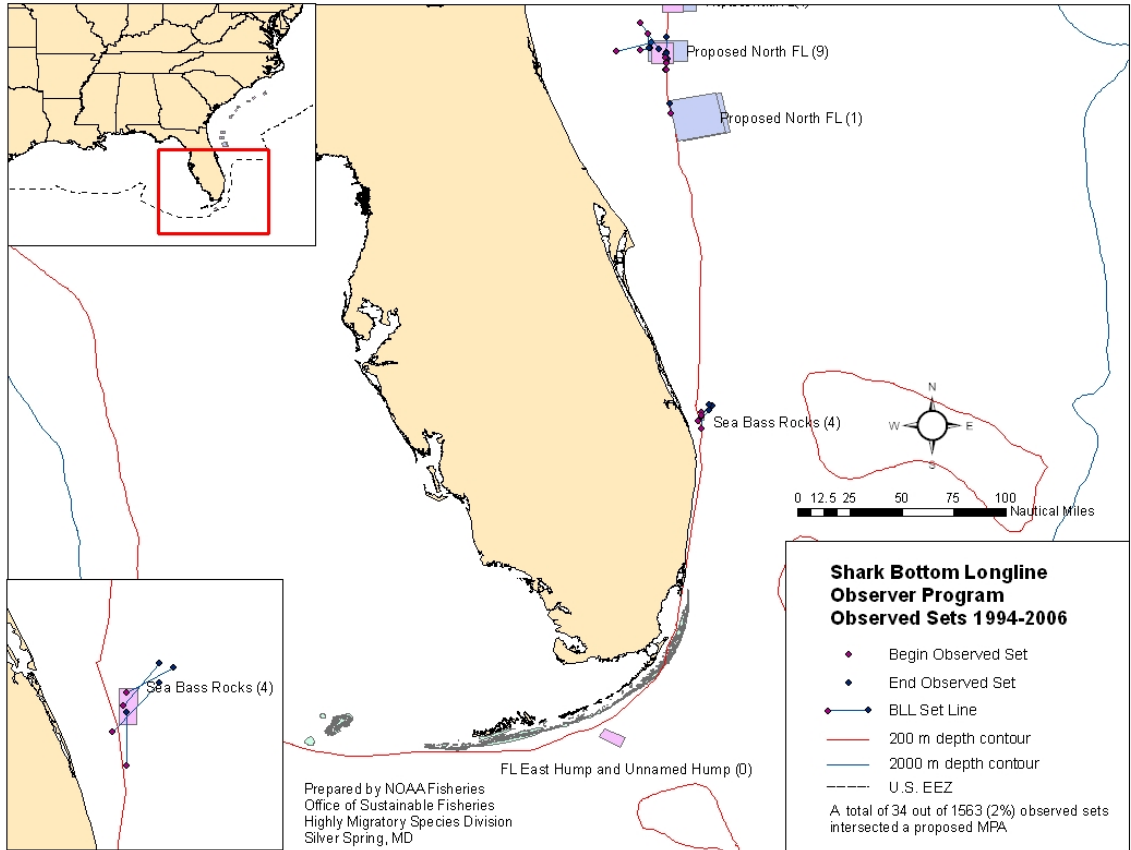 Proposed North FL (9)
Proposed North FL (1)
Sea Bass Rocks (4)
N
W
E
S
0 12.5 25 50 75 100
Nautical Miles
Shark Bottom Longline
Observer Program
Observed Sets 1994-2006
Begin Observed Set
End Observed Set
BLL Set Line
200 m depth contour
2000 m depth contour
U.S. EEZ
A total of 34 out of 1563 (2%) observed sets
intersected a proposed MPA
Sea Bass Rocks (4)
FL East Hump and Unnamed Hump (0)
Prepared by NOAA Fisheries
Office of Sustainable Fisheries
Highly Migratory Species Division
Silver Spring, MD